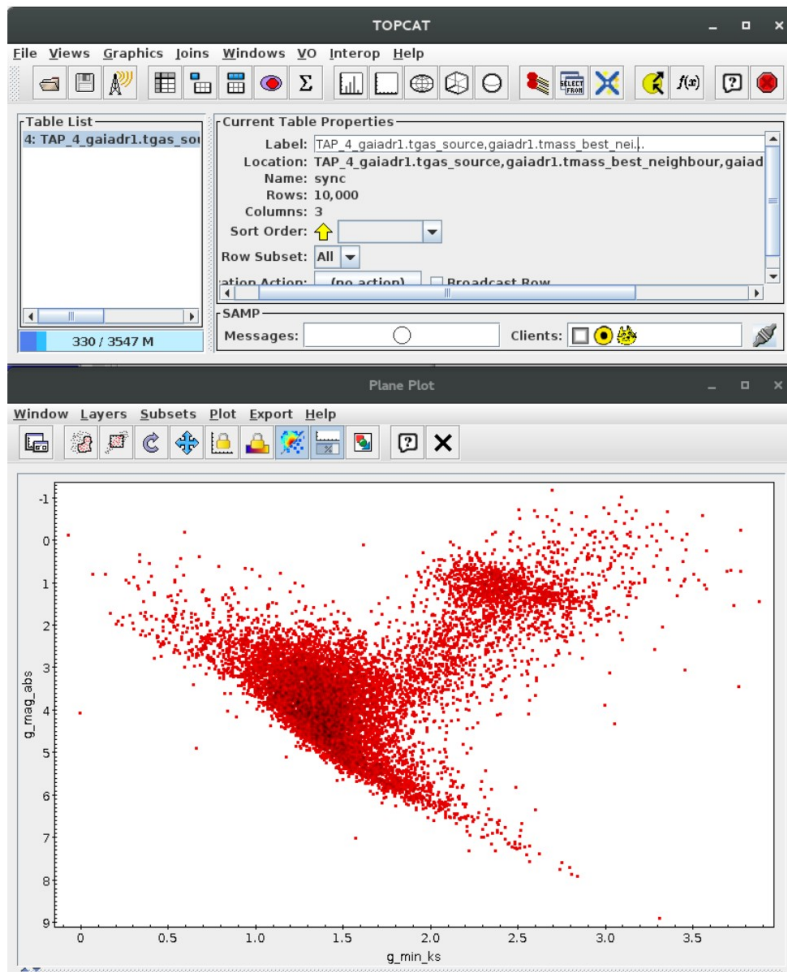 TOPCAT
File Views Graphics Joins Windows VO Interop Help
SELECT FROM
Σ
f(x)
?
Table List
4: TAP_4_gaiadr1.tgas_sou
330 / 3547 M
Current Table Properties
Label: TAP_4_gaiadr1.tgas_source,gaiadr1.tmass_best_nei...
Location: TAP_4_gaiadr1.tgas_source,gaiadr1.tmass_best_neighbour,gaiad
Name: sync
Rows: 10,000
Columns: 3
Sort Order:
Row Subset: All
ation Action: (no action) Broadcast Row
SAMP
Messages: Clients:
Plane Plot
Window Layers Subsets Plot Export Help
%
?
-1
0
1
2
3
4
5
6
7
8
9
g_mag_abs
0 0.5 1.0 1.5 2.0 2.5 3.0 3.5
g_min_ks